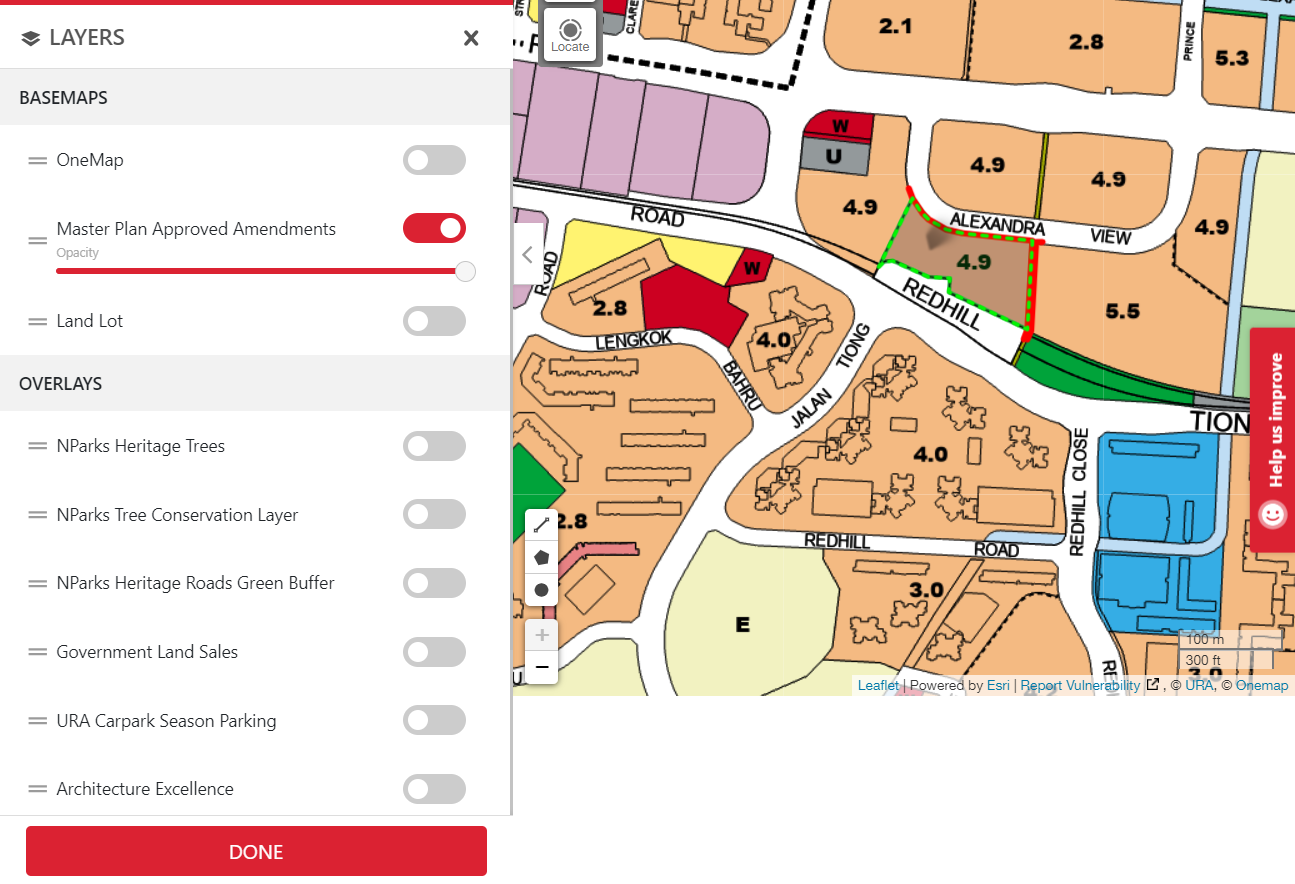 LAYERS
BASEMAPS
OneMap
Master Plan Approved Amendments
Opacity
Land Lot
OVERLAYS
NParks Heritage Trees
NParks Tree Conservation Layer
NParks Heritage Roads Green Buffer
Government Land Sales
URA Carpark Season Parking
Architecture Excellence
DONE
Locate
2.1
2.8
PRINCE
5.3
W
U
4.9
4.9
4.9
4.9
ROAD
ALEXANDRA
VIEW
4.9
ROAD
W
REDHILL
2.8
5.5
LENGKOK
4.0
TIONG
BAHRU
JALAN
TION
4.0
REDHILL CLOSE
2.8
REDHILL
ROAD
3.0
E
Help us improve
+
−
100 m
300 ft
3.0
Leaflet | Powered by Esri | Report Vulnerability , © URA, © Onemap